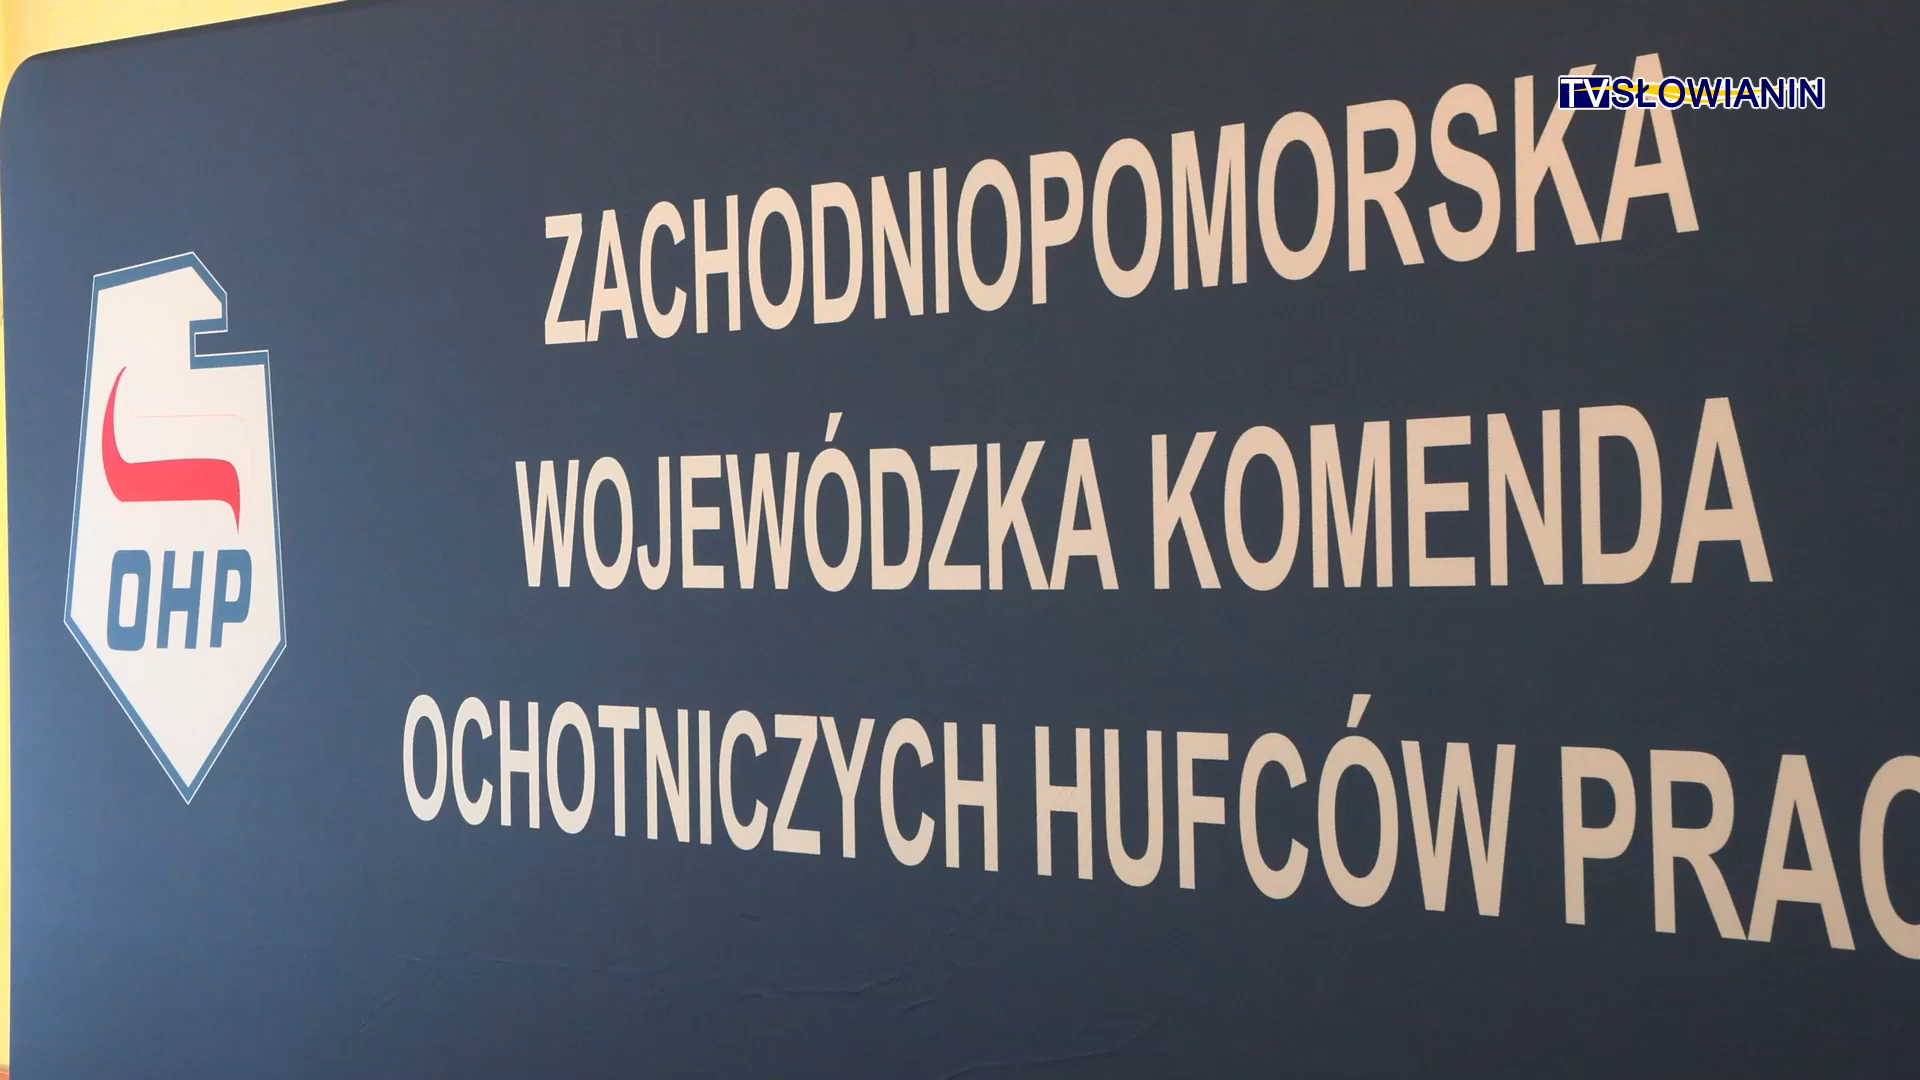 TVSŁOWIANIN
ZACHODNIOPOMORSKA
WOJEWÓDZKA KOMENDA
OCHOTNICZYCH HUFCÓW PRAC
OHP